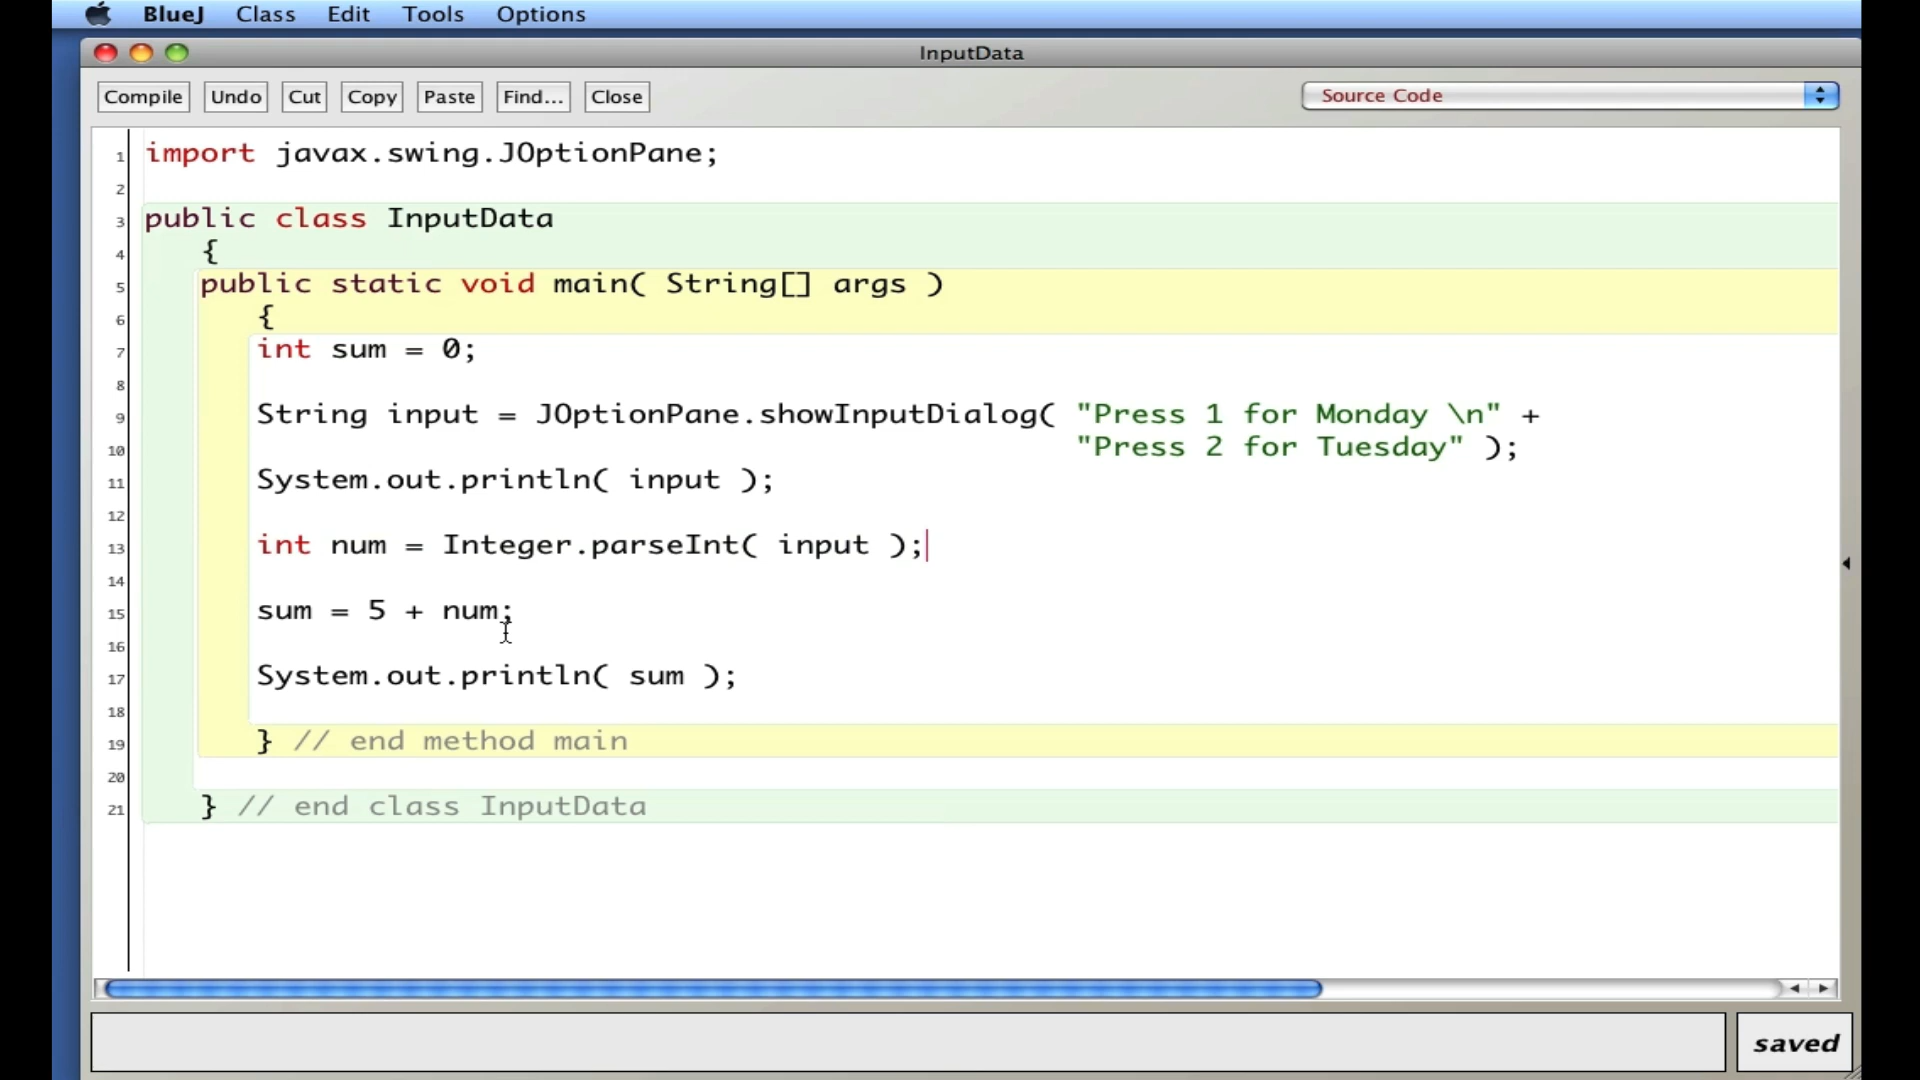 BlueJ Class Edit Tools Options
InputData
Compile Undo Cut Copy Paste Find... Close Source Code
1 import javax.swing.JOptionPane;
2
3 public class InputData
4 {
5 public static void main( String[] args )
6 {
7 int sum = 0;
8
9 String input = JOptionPane.showInputDialog( "Press 1 for Monday \n" +
10 "Press 2 for Tuesday" );
11 System.out.println( input );
12
13 int num = Integer.parseInt( input );
14
15 sum = 5 + num;
16
17 System.out.println( sum );
18
19 } // end method main
20
21 } // end class InputData
saved